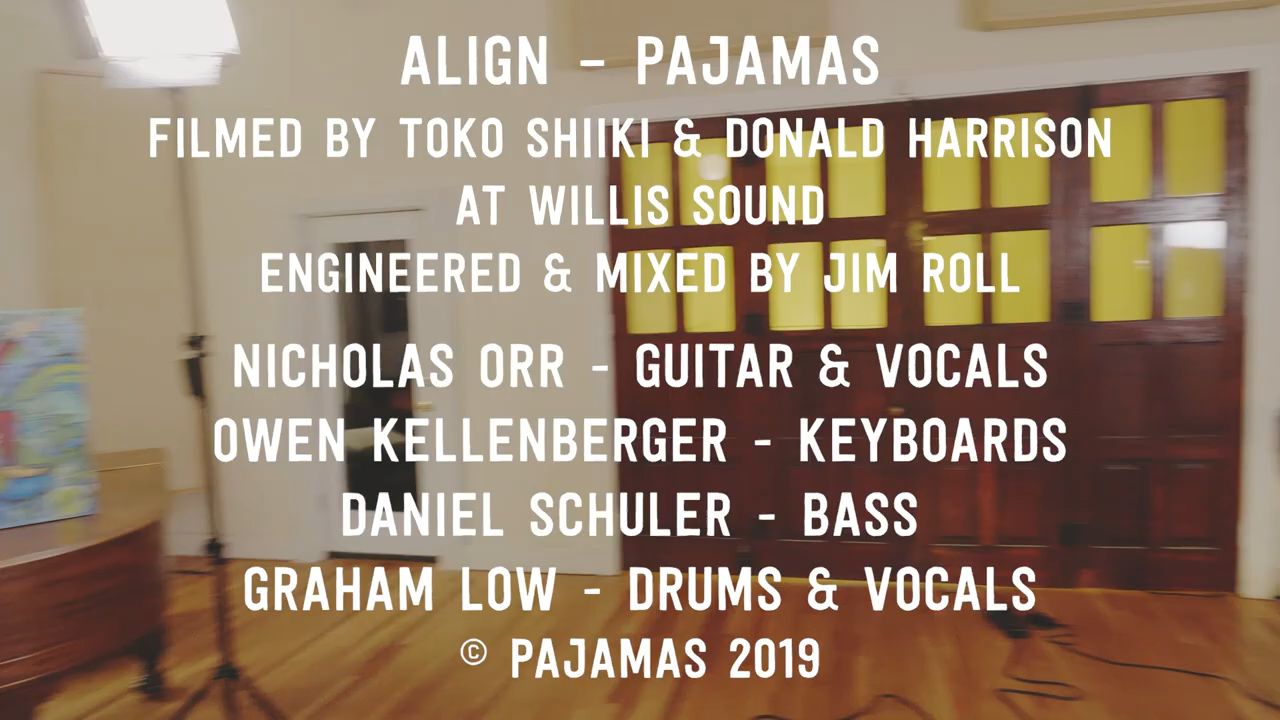 ALIGN – PAJAMAS
FILMED BY TOKO SHIIKI & DONALD HARRISON
AT WILLIS SOUND
ENGINEERED & MIXED BY JIM ROLL
NICHOLAS ORR - GUITAR & VOCALS
OWEN KELLENBERGER - KEYBOARDS
DANIEL SCHULER - BASS
GRAHAM LOW - DRUMS & VOCALS
© PAJAMAS 2019